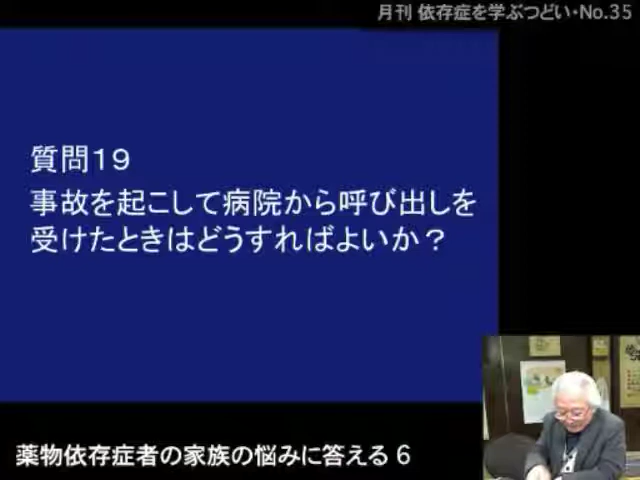 月刊 依存症を学ぶつどい・No.35
質問19
事故を起こして病院から呼び出しを
受けたときはどうすればよいか？
薬物依存症者の家族の悩みに答える 6